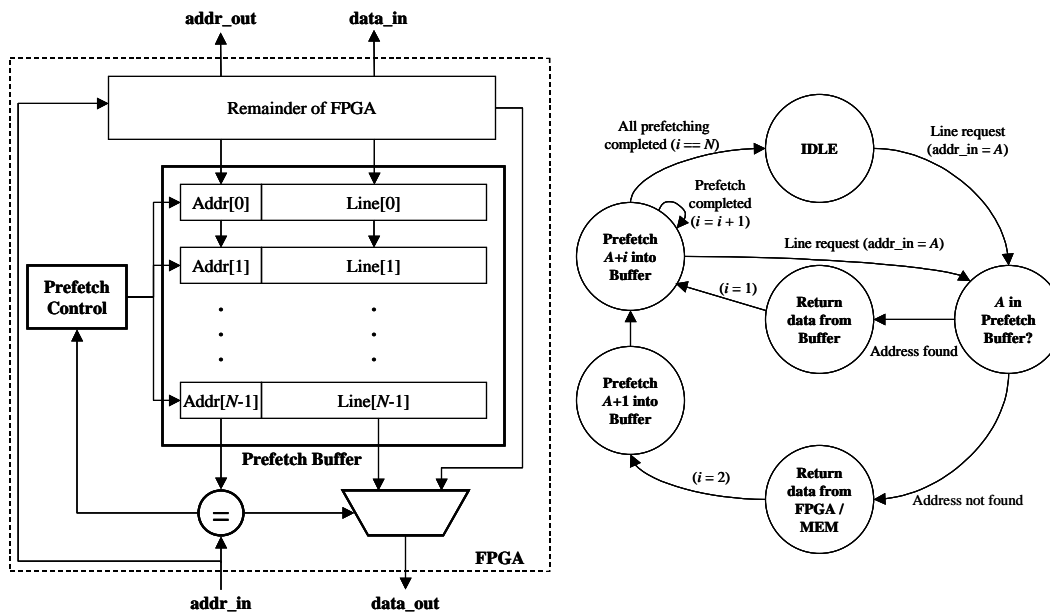 addr_out
data_in
Remainder of FPGA
Addr[0]
Line[0]
Addr[1]
Line[1]
Prefetch
Control
Addr[N-1]
Line[N-1]
Prefetch Buffer
=
FPGA
addr_in
data_out
All prefetching
completed (i == N)
IDLE
Line request
(addr_in = A)
Prefetch
completed
(i = i + 1)
Prefetch
A+i into
Buffer
Line request (addr_in = A)
(i = 1)
Return
data from
Buffer
A in
Prefetch
Buffer?
Address found
Prefetch
A+1 into
Buffer
(i = 2)
Return
data from
FPGA /
MEM
Address not found